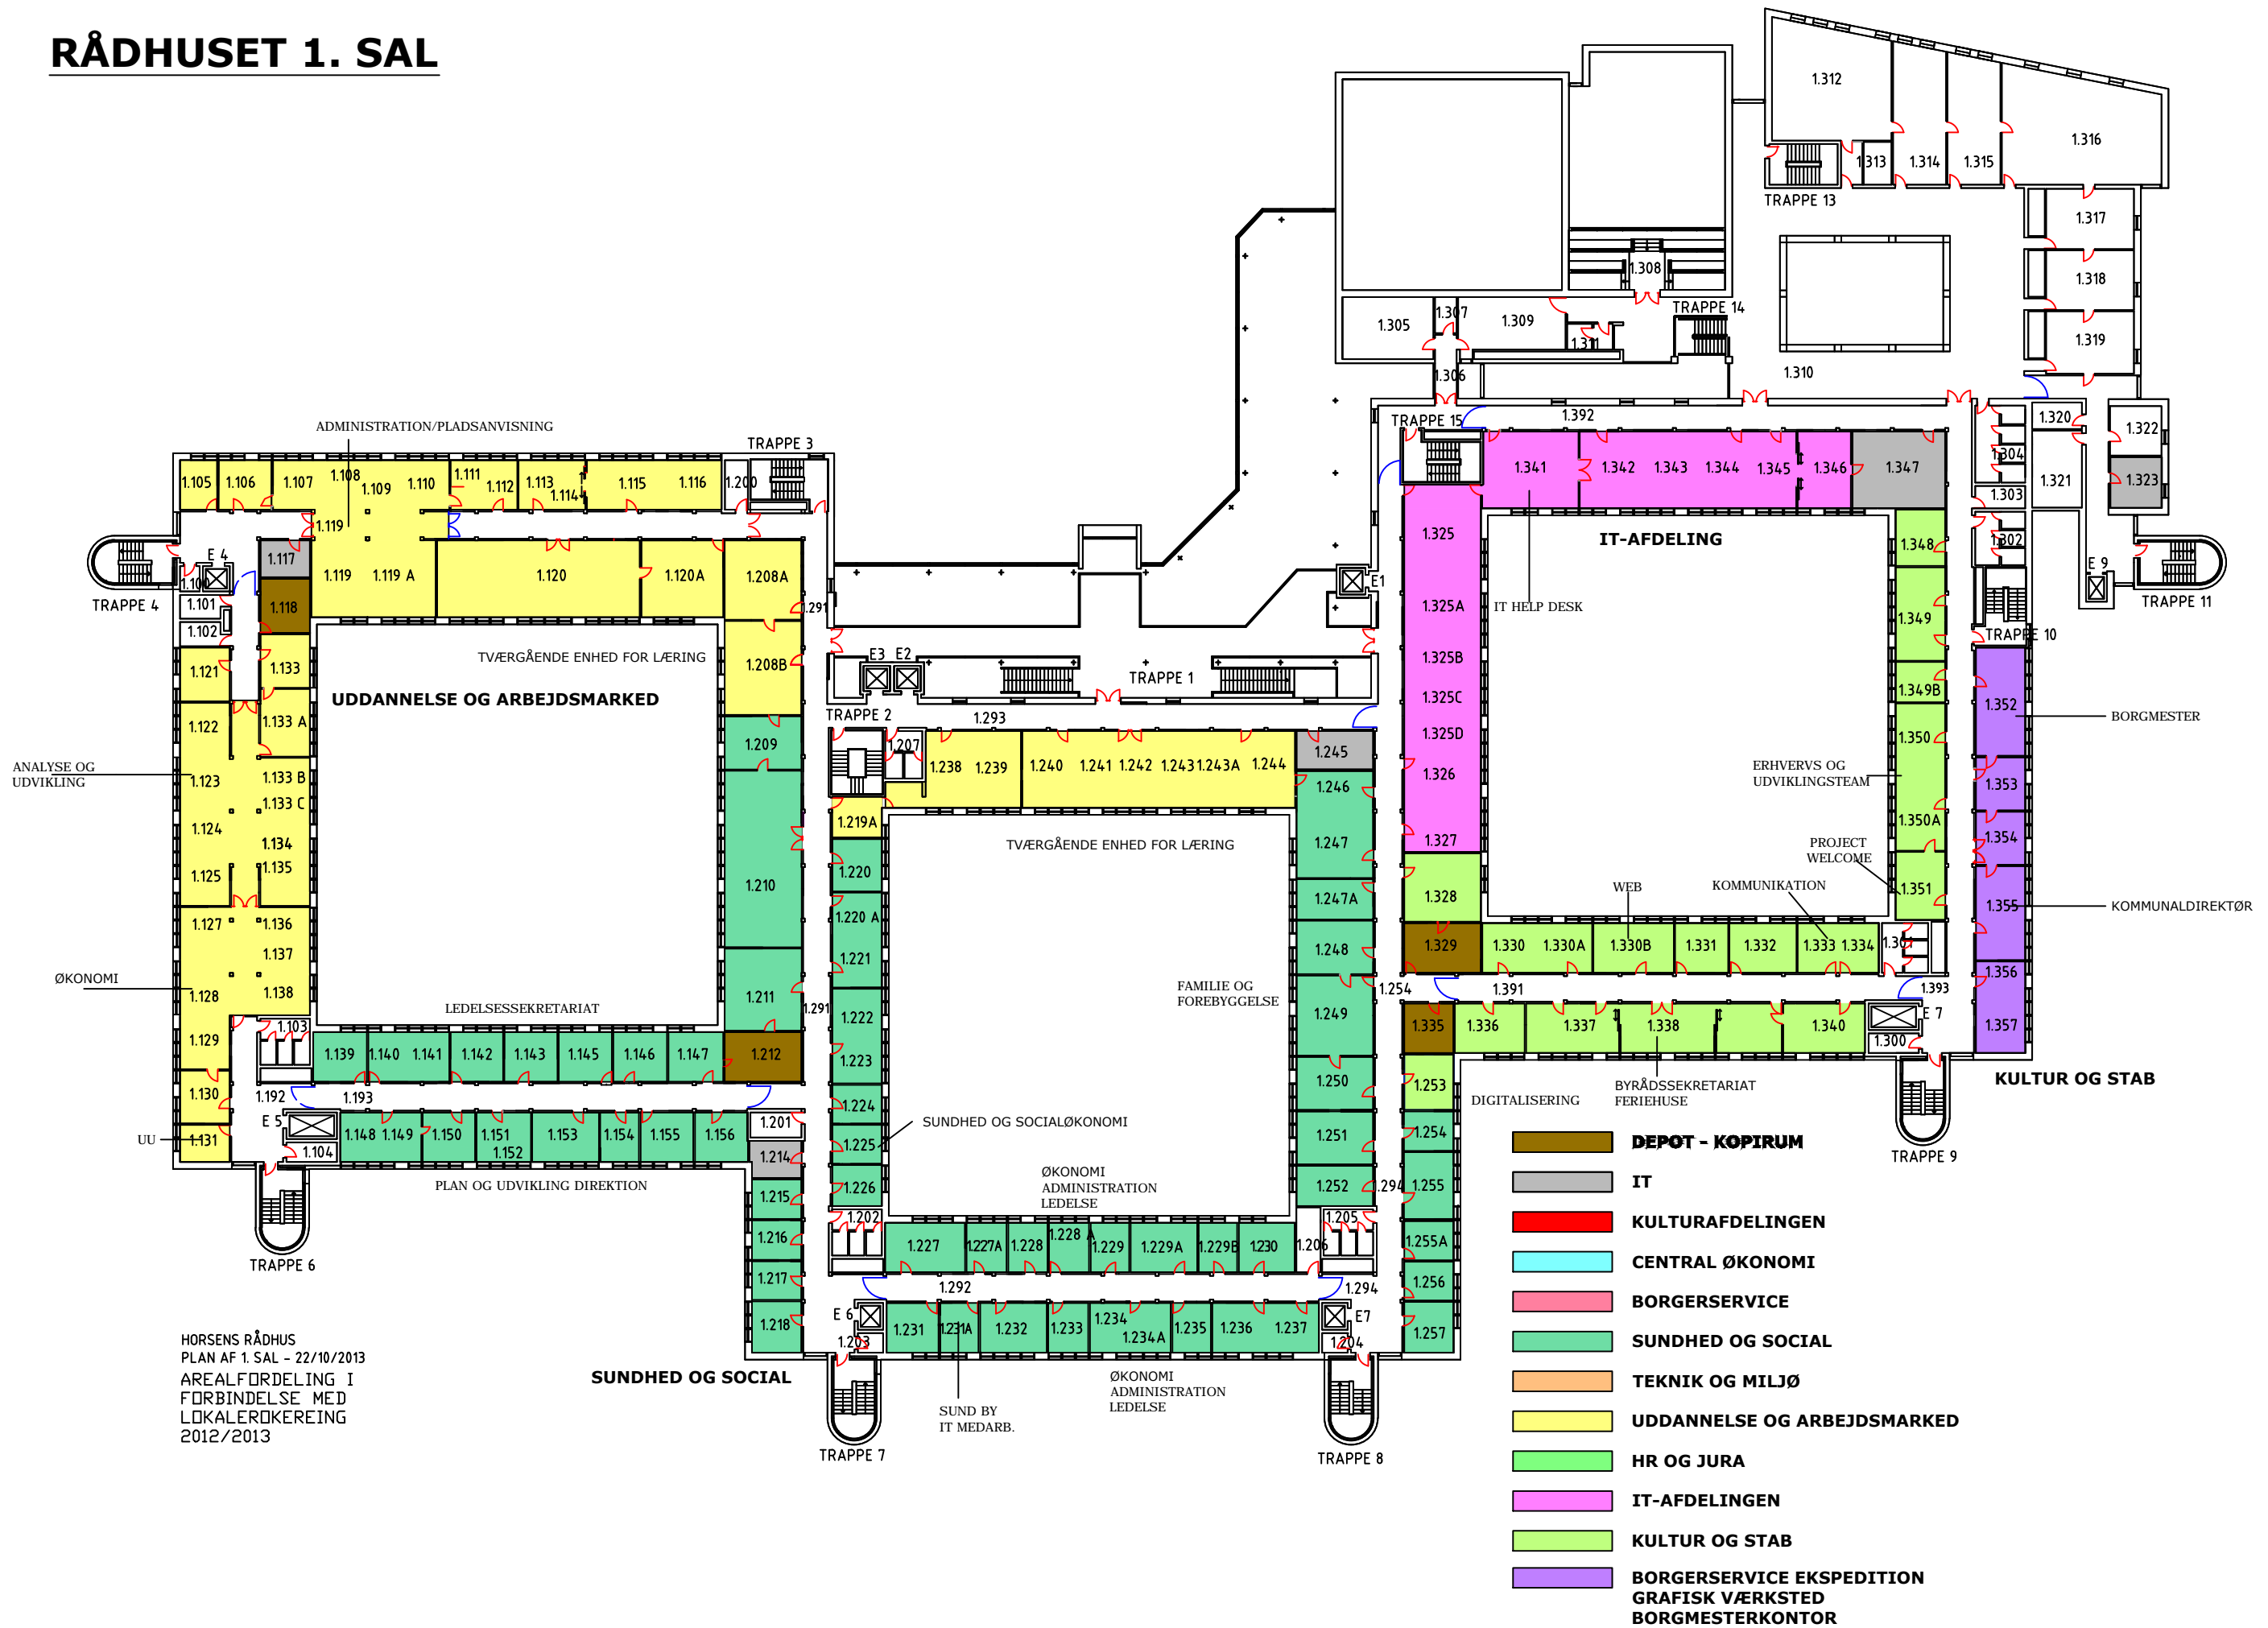 RÅDHUSET 1. SAL
1.312
1.316
1.313
1.314
1.315
TRAPPE 13
1.317
1.308
1.318
TRAPPE 14
1.307
1.305
1.309
1.311
1.319
1.306
1.310
1.392
TRAPPE 15
1.320
1.322
ADMINISTRATION/PLADSANVISNING
TRAPPE 3
1.304
1.341
1.342
1.343
1.344
1.345
1.346
1.347
1.321
1.323
1.303
1.105
1.106
1.107
1.108
1.109
1.110
1.111
1.112
1.113
1.114
1.115
1.116
1.200
1.119
1.325
IT-AFDELING
1.348
1.302
E 4
1.117
1.100
1.119
1.119 A
1.120
1.120A
1.208A
E1
E 9
TRAPPE 4
1.101
1.118
1.291
1.325A
IT HELP DESK
TRAPPE 11
1.102
1.349
TRAPPE 10
TVÆRGÅENDE ENHED FOR LÆRING
1.121
1.133
1.208B
E3
E2
TRAPPE 1
1.325B
UDDANNELSE OG ARBEJDSMARKED
1.325C
1.349B
1.122
1.133 A
TRAPPE 2
1.293
1.325D
1.350
1.352
BORGMESTER
1.209
1.207
1.245
ANALYSE OG
UDVIKLING
1.123
1.133 B
1.133 C
1.238
1.239
1.240
1.241
1.242
1.243
1.243A
1.244
1.246
1.326
ERHVERVS OG
UDVIKLINGSTEAM
1.353
1.124
1.134
1.219A
1.247
1.327
1.350A
1.354
TVÆRGÅENDE ENHED FOR LÆRING
PROJECT
WELCOME
1.125
1.135
1.220
1.210
1.247A
1.328
WEB
KOMMUNIKATION
1.351
1.355
KOMMUNALDIREKTØR
1.127
1.136
1.220 A
1.137
1.221
1.248
1.329
1.330
1.330A
1.330B
1.331
1.332
1.333
1.334
1.301
ØKONOMI
1.128
1.138
1.211
FAMILIE OG
FOREBYGGELSE
1.254
1.391
1.393
1.356
LEDELSESSEKRETARIAT
1.291
1.222
1.249
1.335
1.336
1.337
1.338
1.340
E 7
1.357
1.103
1.129
1.300
1.139
1.140
1.141
1.142
1.143
1.145
1.146
1.147
1.212
1.223
1.250
1.253
BYRÅDSSEKRETARIAT
FERIEHUSE
KULTUR OG STAB
1.130
1.192
1.193
1.224
DIGITALISERING
E 5
1.201
SUNDHED OG SOCIALØKONOMI
UU
1.131
1.104
1.148
1.149
1.150
1.151
1.152
1.153
1.154
1.155
1.156
1.214
1.225
1.251
1.254
DEPOT - KOPIRUM
TRAPPE 9
PLAN OG UDVIKLING DIREKTION
1.215
1.226
ØKONOMI
ADMINISTRATION
LEDELSE
1.252
1.294
1.255
IT
1.216
1.202
1.205
KULTURAFDELINGEN
TRAPPE 6
1.227
1.227A
1.228
1.228 A
1.229
1.229A
1.229B
1.230
1.206
1.255A
CENTRAL ØKONOMI
1.217
1.292
1.294
1.256
BORGERSERVICE
1.218
E 6
1.203
1.231
1.231A
1.232
1.233
1.234
1.234A
1.235
1.236
1.237
E7
1.204
1.257
SUNDHED OG SOCIAL
HORSENS RÅDHUS
PLAN AF 1. SAL - 22/10/2013
AREALFORDELING I
FORBINDELSE MED
LOKALEROKEREING
2012/2013
SUNDHED OG SOCIAL
ØKONOMI
ADMINISTRATION
LEDELSE
SUND BY
IT MEDARB.
TRAPPE 7
TRAPPE 8
TEKNIK OG MILJØ
UDDANNELSE OG ARBEJDSMARKED
HR OG JURA
IT-AFDELINGEN
KULTUR OG STAB
BORGERSERVICE EKSPEDITION
GRAFISK VÆRKSTED
BORGMESTERKONTOR